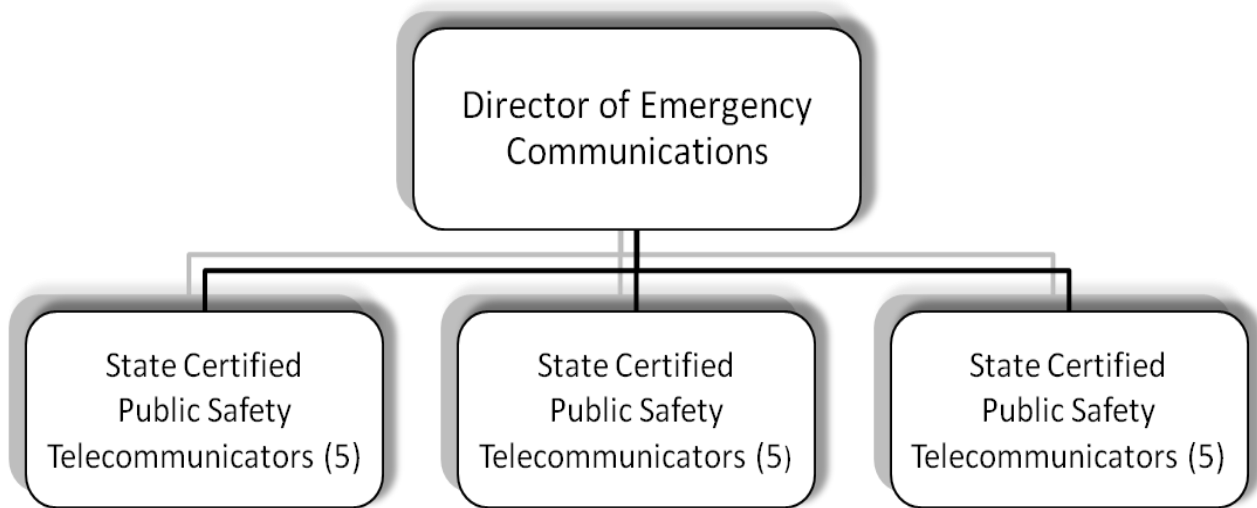 Director of Emergency
Communications
State Certified
Public Safety
Telecommunicators (5)
State Certified
Public Safety
Telecommunicators (5)
State Certified
Public Safety
Telecommunicators (5)